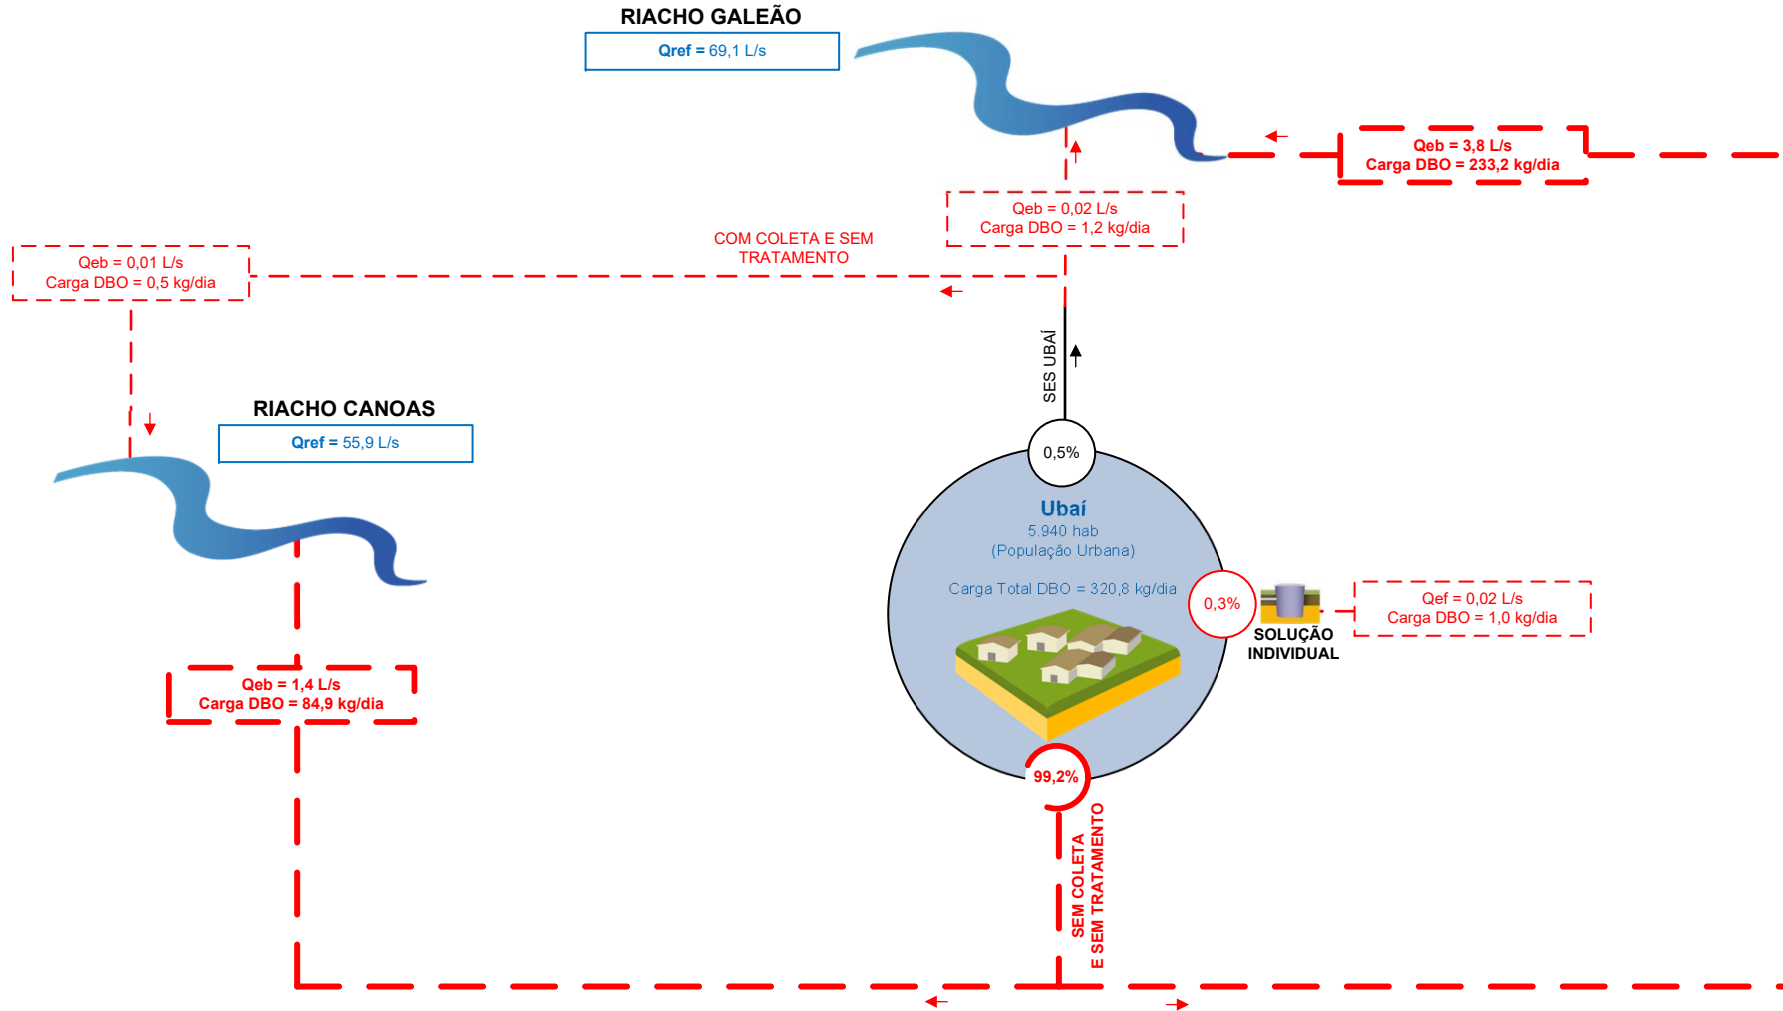 RIACHO GALEÃO
Qref = 69,1 L/s
Qeb = 3,8 L/s
Carga DBO = 233,2 kg/dia
Qeb = 0,02 L/s
Carga DBO = 1,2 kg/dia
COM COLETA E SEM
TRATAMENTO
Qeb = 0,01 L/s
Carga DBO = 0,5 kg/dia
SES UBAÍ
RIACHO CANOAS
Qref = 55,9 L/s
0,5%
Ubaí
5.940 hab
(População Urbana)
Carga Total DBO = 320,8 kg/dia
0,3%
SOLUÇÃO
INDIVIDUAL
Qef = 0,02 L/s
Carga DBO = 1,0 kg/dia
Qeb = 1,4 L/s
Carga DBO = 84,9 kg/dia
99,2%
SEM COLETA
E SEM TRATAMENTO